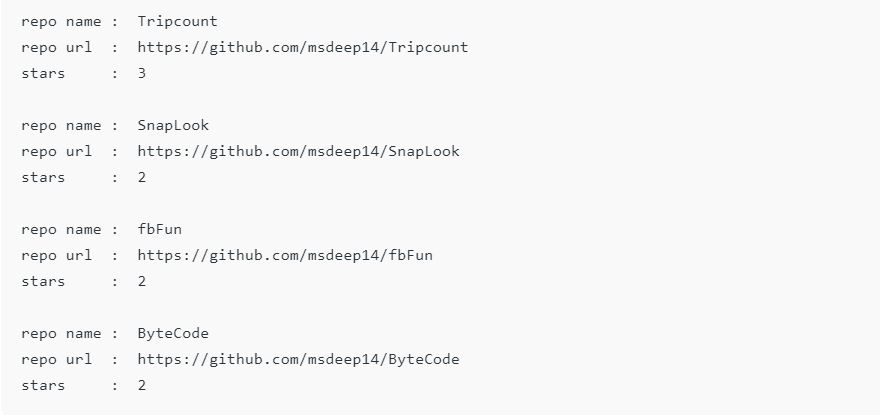 repo name :  Tripcount
repo url  :  https://github.com/msdeep14/Tripcount
stars     :  3
repo name :  SnapLook
repo url  :  https://github.com/msdeep14/SnapLook
stars     :  2
repo name :  fbFun
repo url  :  https://github.com/msdeep14/fbFun
stars     :  2
repo name :  ByteCode
repo url  :  https://github.com/msdeep14/ByteCode
stars     :  2